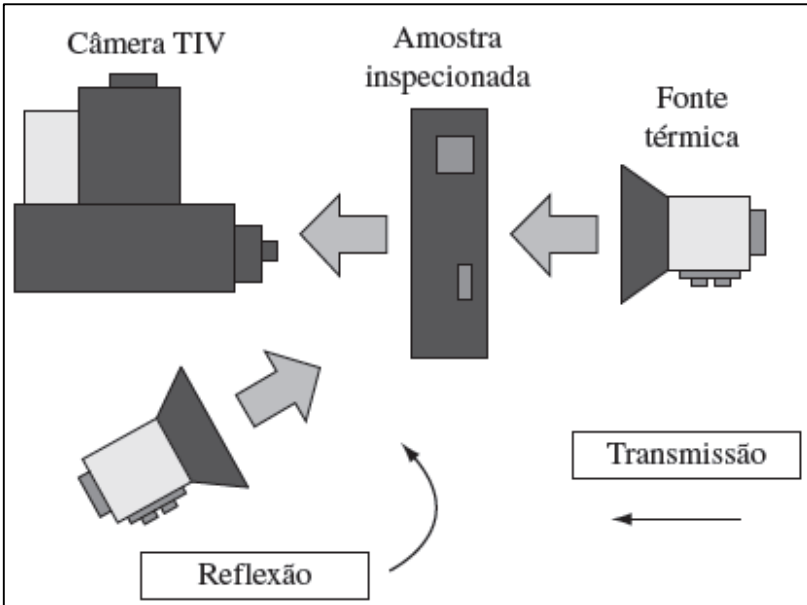 Câmera TIV
Amostra
inspecionada
Fonte
térmica
Transmissão
Reflexão